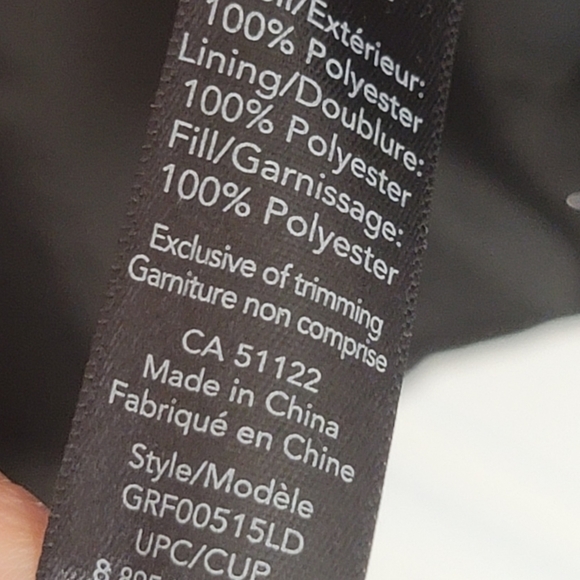 Extérieur:
100% Polyester
Lining/Doublure:
100% Polyester
Fill/Garnissage:
100% Polyester
Exclusive of trimming
Garniture non comprise
CA 51122
Made in China
Fabriqué en Chine
Style/Modèle
GRF00515LD
UPC/CUP